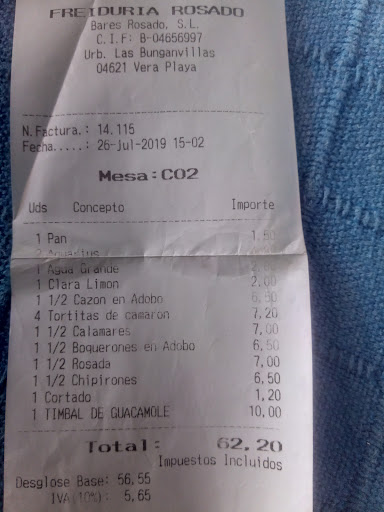 FREIDURIA ROSADO
Bares Rosado, S.L.
C.I.F: B-04656997
Urb. Las Bunganvillas
04621 Vera Playa
N.Factura.: 14.115
Fecha.....: 26-jul-2019 15-02
Mesa:C02
Uds Concepto Importe
1 Pan 1,50
2
1 Agua Grande
1 Clara Limon 2,00
1 1/2 Cazon en Adobo 6,50
4 Tortitas de camaron 7,20
1 1/2 Calamares 7,00
1 1/2 Boquerones en Adobo 6,50
1 1/2 Rosada 7,00
1 1/2 Chipirones 6,50
1 Cortado 1,20
1 TIMBAL DE GUACAMOLE 10,00
Total: 62,20
Impuestos Incluidos
Desglose Base: 56,55
IVA(10%): 5,65